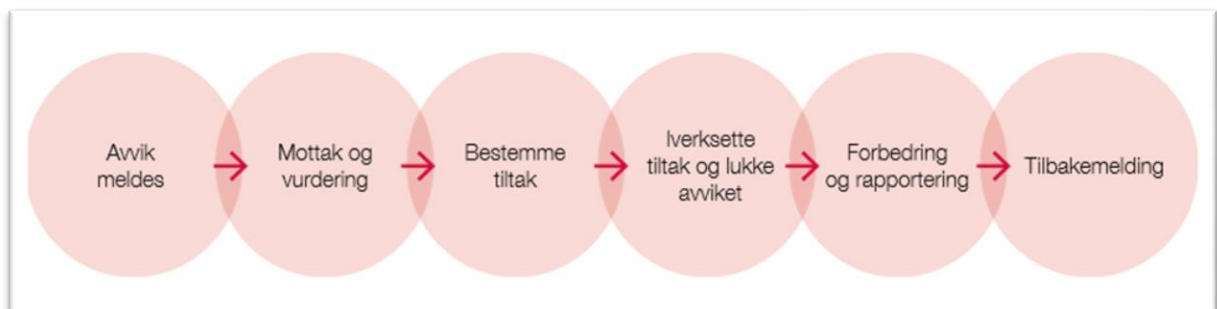 Avvik
meldes
Mottak og
vurdering
Bestemme
tiltak
Iverksette
tiltak og lukke
avviket
Forbedring
og rapportering
Tilbakemelding